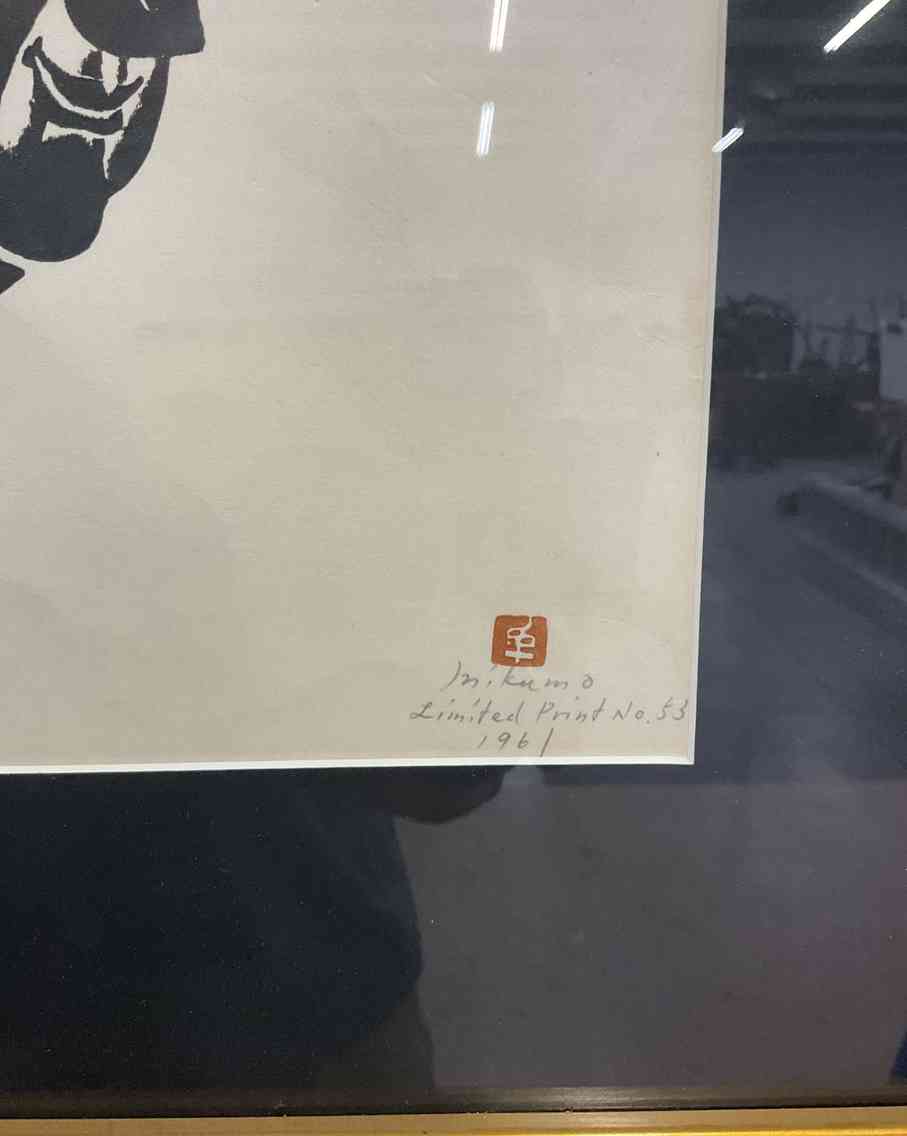 Mikumo
Limited Print No. 53
1961